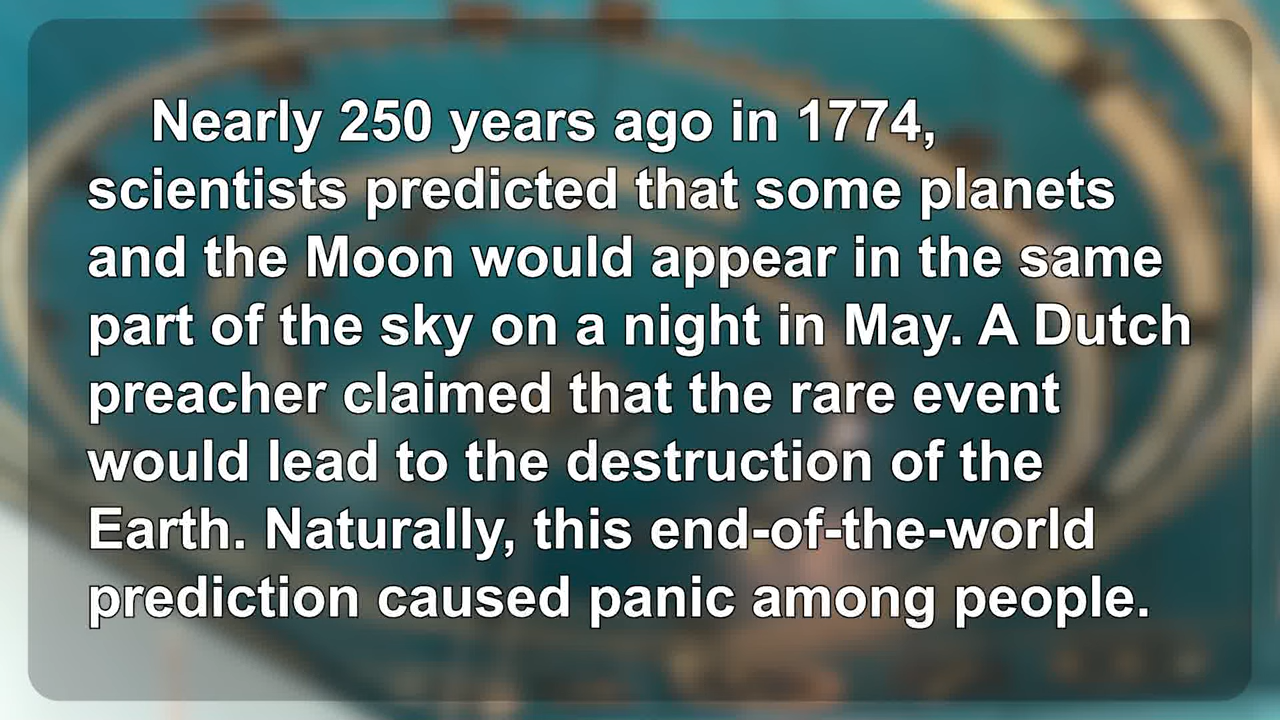 Nearly 250 years ago in 1774,
scientists predicted that some planets
and the Moon would appear in the same
part of the sky on a night in May. A Dutch
preacher claimed that the rare event
would lead to the destruction of the
Earth. Naturally, this end-of-the-world
prediction caused panic among people.